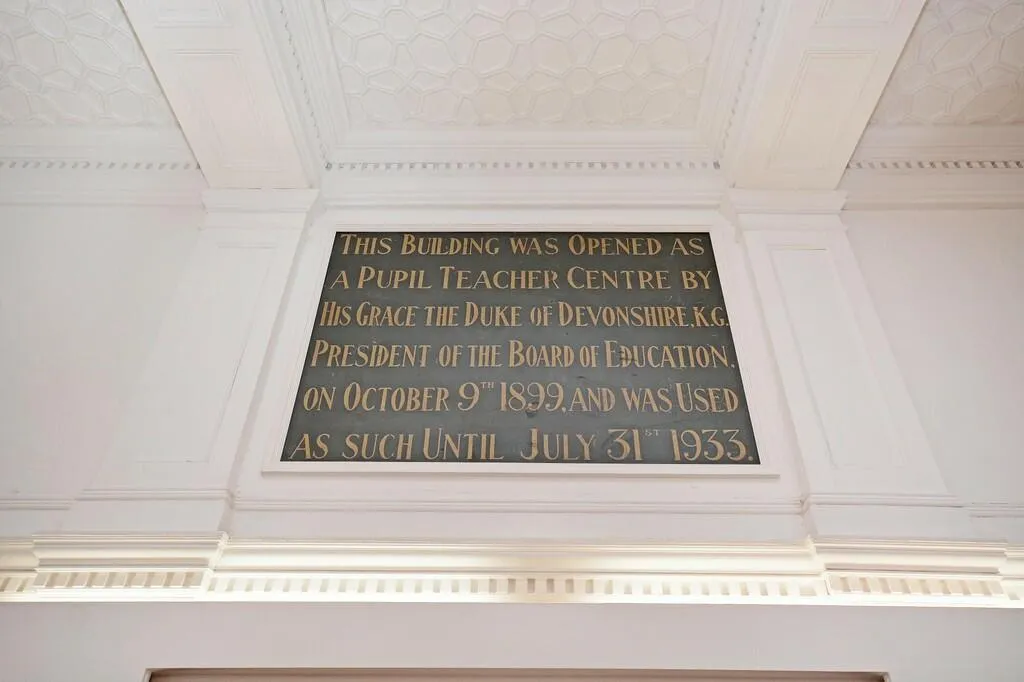 This Building was Opened as
a Pupil Teacher Centre by
His Grace the Duke of Devonshire, K.G.
President of the Board of Education,
on October 9th 1899, and was Used
as such Until July 31st 1933.